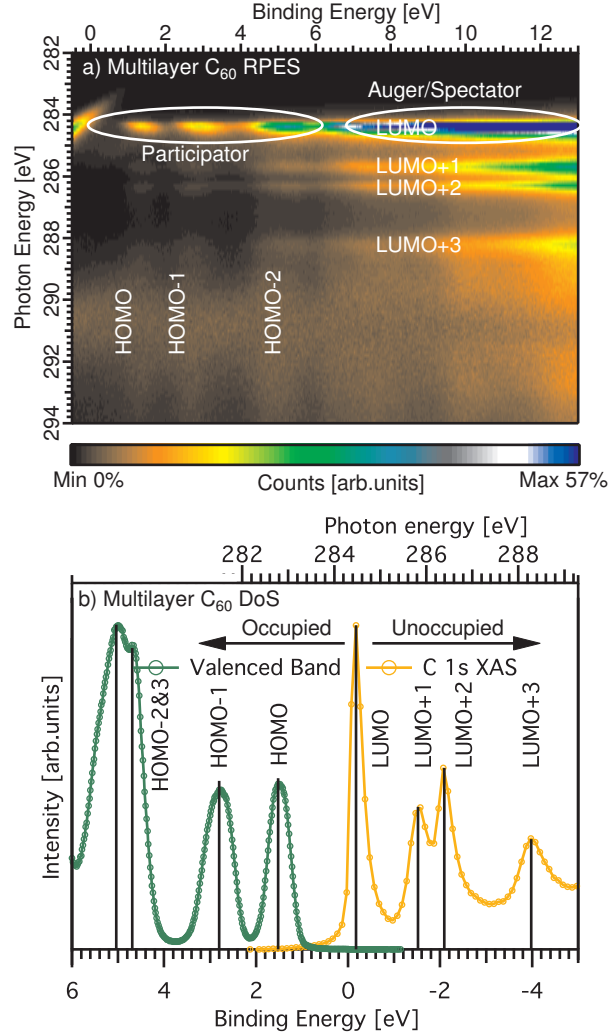 Binding Energy [eV]
0 2 4 6 8 10 12
a) Multilayer C₆₀ RPES
Auger/Spectator
LUMO
Participator
LUMO+1
LUMO+2
LUMO+3
HOMO
HOMO-1
HOMO-2
Photon Energy [eV]
282
284
286
288
290
292
294
Min 0% Counts [arb.units] Max 57%
Photon energy [eV]
282 284 286 288
b) Multilayer C₆₀ DoS
Occupied Unoccupied
Valenced Band C 1s XAS
HOMO-2&3
HOMO-1
HOMO
LUMO
LUMO+1
LUMO+2
LUMO+3
Intensity [arb.units]
6 4 2 0 -2 -4
Binding Energy [eV]